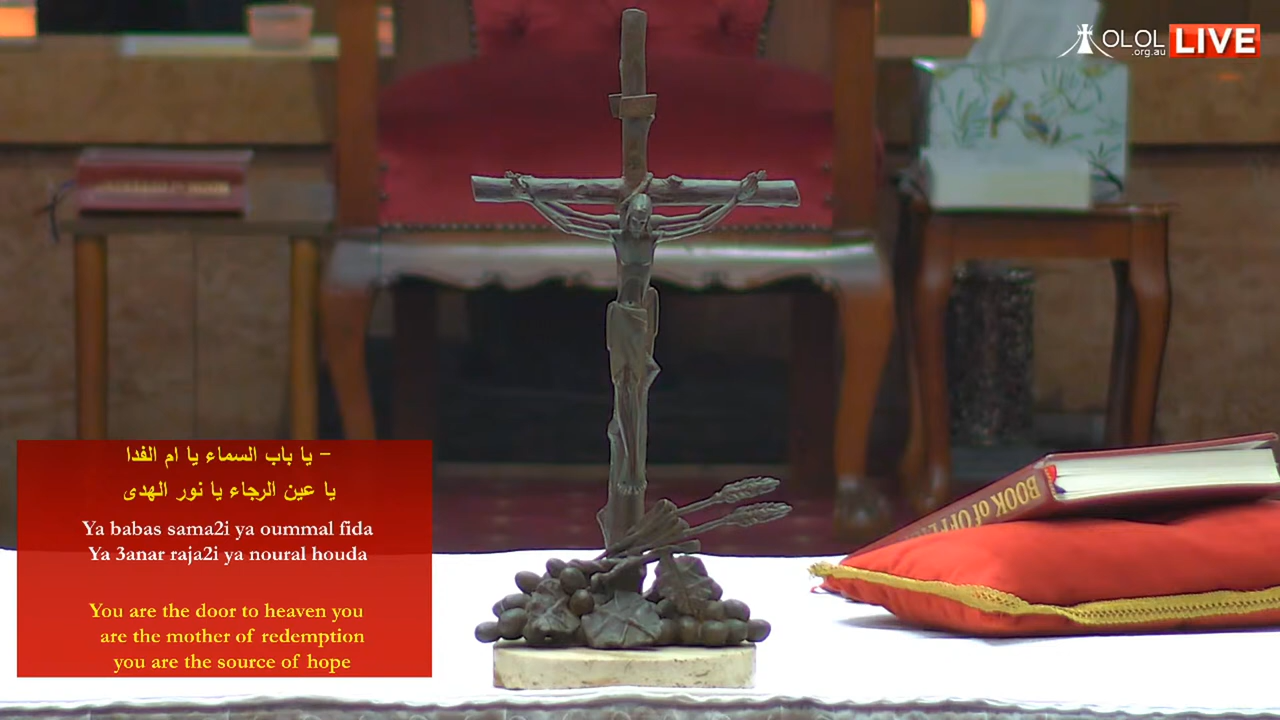 OLOL LIVE
.org.au
– يا باب السماء يا ام الفدا
يا عين الرجاء يا نور الهدى
Ya babas sama2i ya oummal fida
Ya 3anar raja2i ya noural houda
You are the door to heaven you
are the mother of redemption
you are the source of hope
BOOK of OFF